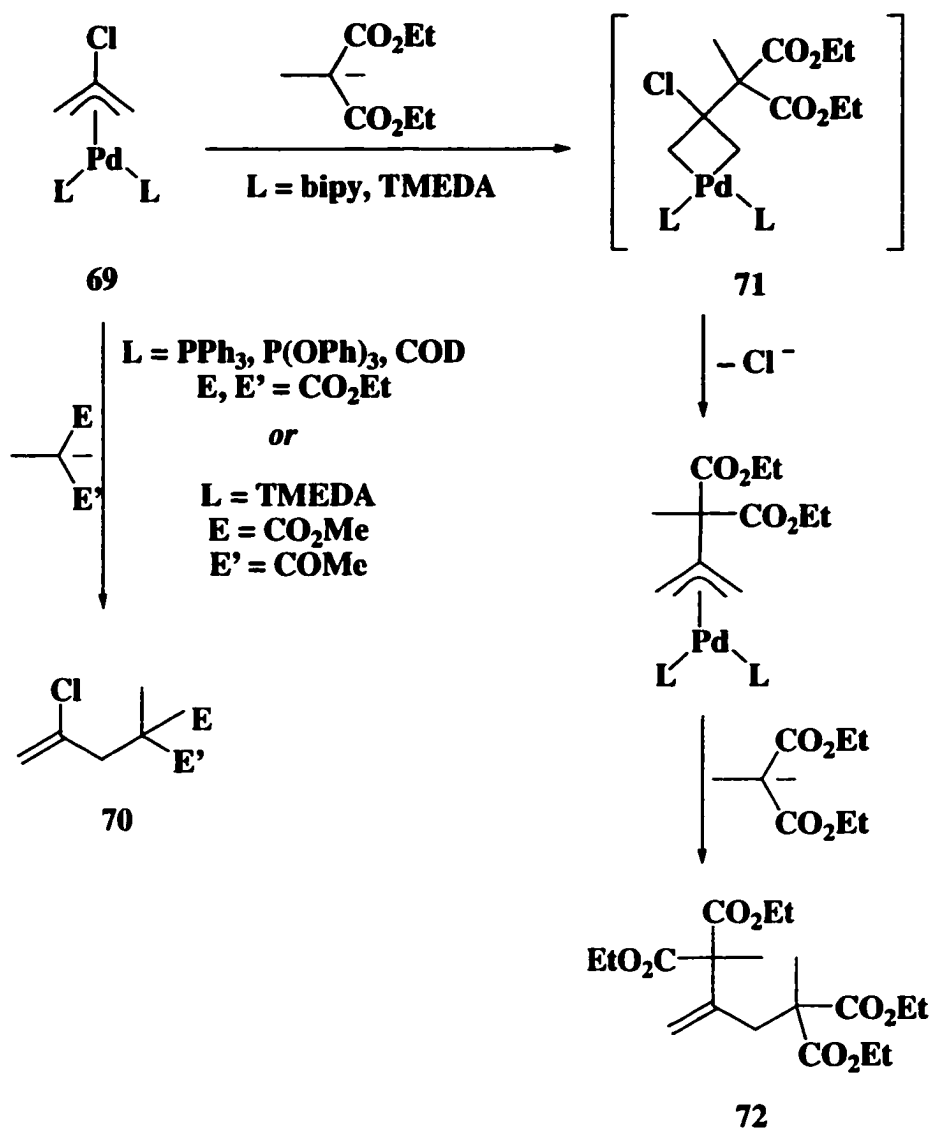 Cl
Pd
L L
69
CO₂Et
CO₂Et
L = bipy, TMEDA
Cl
CO₂Et
CO₂Et
Pd
L L
71
– Cl⁻
L = PPh₃, P(OPh)₃, COD
E, E' = CO₂Et
or
L = TMEDA
E = CO₂Me
E' = COMe
E
E'
Cl
E
E'
70
CO₂Et
CO₂Et
Pd
L L
CO₂Et
CO₂Et
CO₂Et
EtO₂C
CO₂Et
CO₂Et
72